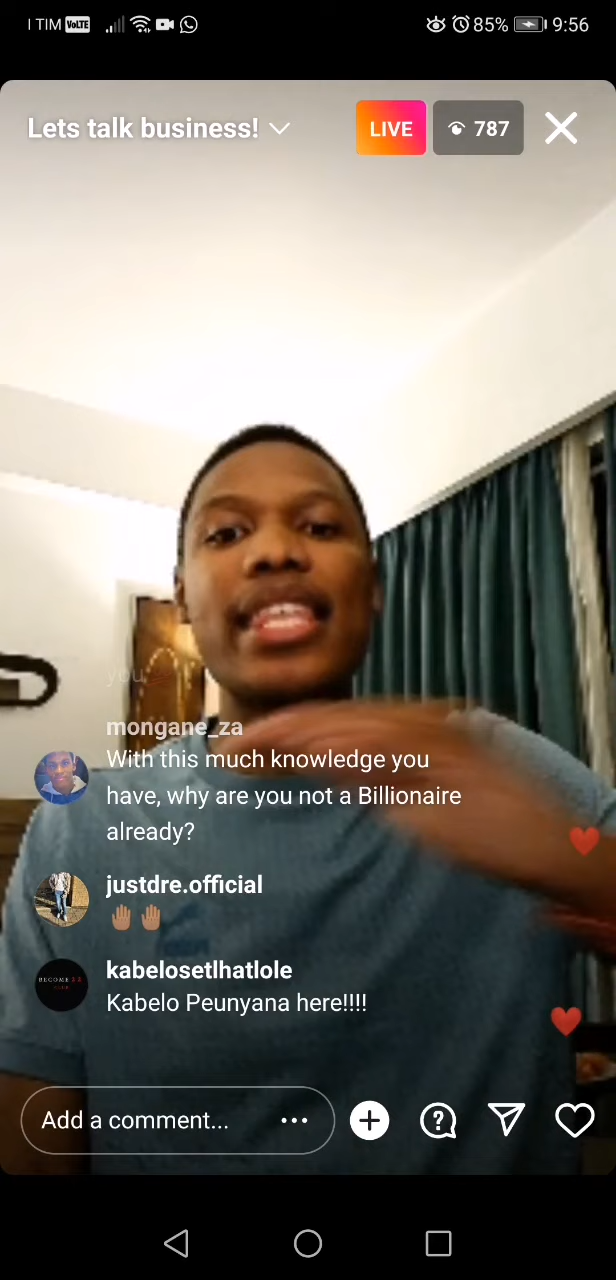 I TIM VoLTE
85% 9:56
Lets talk business!
LIVE
787
you
mongane_za
With this much knowledge you
have, why are you not a Billionaire
already?
justdre.official
kabelosetlhatlole
Kabelo Peunyana here!!!!
Add a comment...